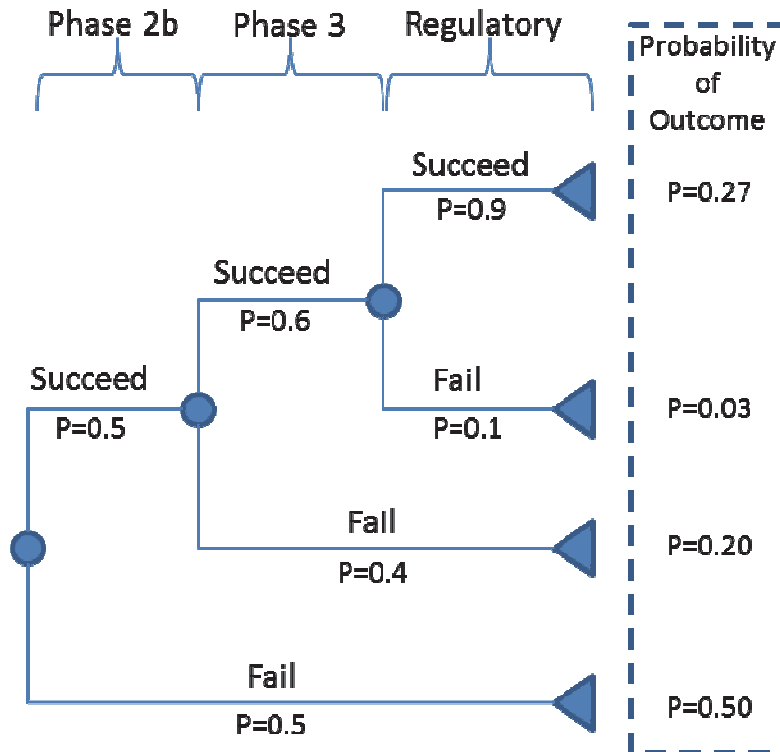 Phase 2b Phase 3 Regulatory
Probability
of
Outcome
Succeed
P=0.9
P=0.27
Succeed
P=0.6
Succeed
P=0.5
Fail
P=0.1
P=0.03
Fail
P=0.4
P=0.20
Fail
P=0.5
P=0.50